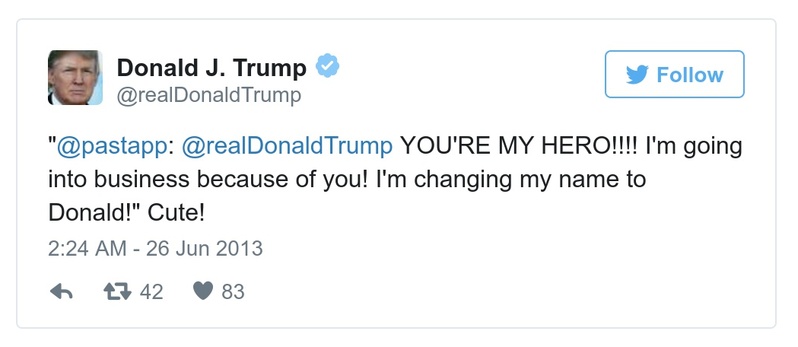 Donald J. Trump
@realDonaldTrump
Follow
"@pastapp: @realDonaldTrump YOU'RE MY HERO!!!! I'm going
into business because of you! I'm changing my name to
Donald!" Cute!
2:24 AM - 26 Jun 2013
42 83